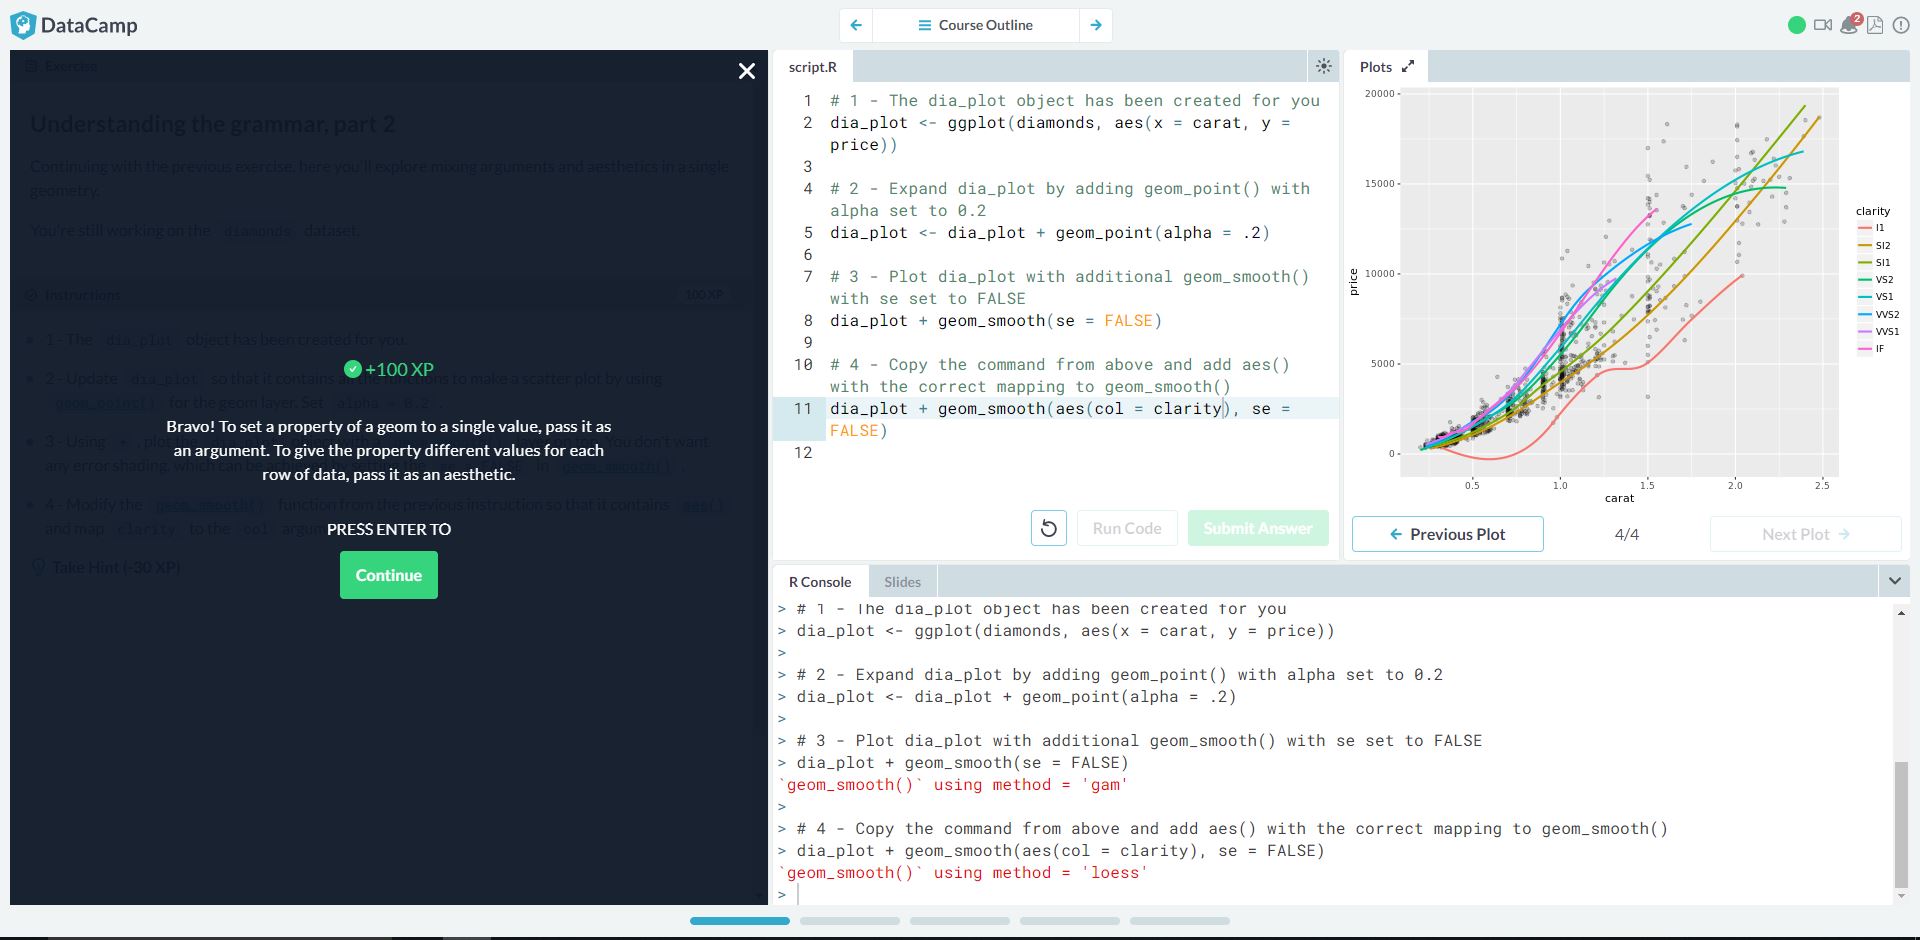 DataCamp
Course Outline
2
Exercise
Understanding the grammar, part 2
Continuing with the previous exercise, here you'll explore mixing arguments and aesthetics in a single
geometry.
You're still working on the diamonds dataset.
Instructions
100 XP
1 - The dia_plot object has been created for you.
2 - Update dia_plot so that it contains all the functions to make a scatter plot by using
geom_point() for the geom layer. Set alpha = 0.2.
3 - Using + , plot the dia_plot object with a
You don't want
any error shading, which can be achieved by setting the se = FALSE in geom_smooth().
4 - Modify the geom_smooth() function from the previous instruction so that it contains aes()
and map clarity to the col
Take Hint (-30 XP)
+100 XP
Bravo! To set a property of a geom to a single value, pass it as
an argument. To give the property different values for each
row of data, pass it as an aesthetic.
PRESS ENTER TO
Continue
script.R
1 # 1 - The dia_plot object has been created for you
2 dia_plot <- ggplot(diamonds, aes(x = carat, y =
price))
3
4 # 2 - Expand dia_plot by adding geom_point() with
alpha set to 0.2
5 dia_plot <- dia_plot + geom_point(alpha = .2)
6
7 # 3 - Plot dia_plot with additional geom_smooth()
with se set to FALSE
8 dia_plot + geom_smooth(se = FALSE)
9
10 # 4 - Copy the command from above and add aes()
with the correct mapping to geom_smooth()
11 dia_plot + geom_smooth(aes(col = clarity), se =
FALSE)
12
Run Code
Submit Answer
Plots
20000
15000
10000
5000
0
price
0.5 1.0 1.5 2.0 2.5
carat
clarity
I1
SI2
SI1
VS2
VS1
VVS2
VVS1
IF
Previous Plot
4/4
Next Plot
R Console
Slides
> # 1 - The dia_plot object has been created for you
> dia_plot <- ggplot(diamonds, aes(x = carat, y = price))
>
> # 2 - Expand dia_plot by adding geom_point() with alpha set to 0.2
> dia_plot <- dia_plot + geom_point(alpha = .2)
>
> # 3 - Plot dia_plot with additional geom_smooth() with se set to FALSE
> dia_plot + geom_smooth(se = FALSE)
`geom_smooth()` using method = 'gam'
>
> # 4 - Copy the command from above and add aes() with the correct mapping to geom_smooth()
> dia_plot + geom_smooth(aes(col = clarity), se = FALSE)
`geom_smooth()` using method = 'loess'
>